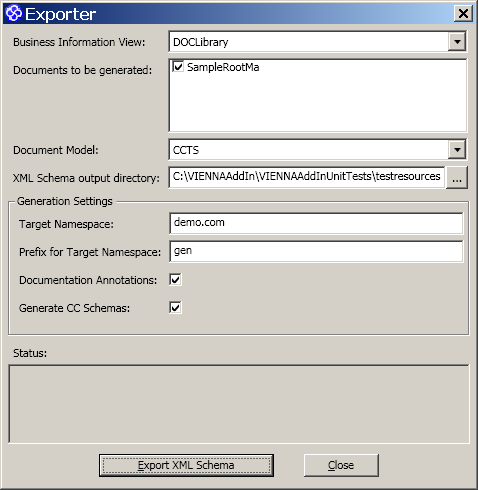 Exporter
Business Information View: DOCLibrary
Documents to be generated: SampleRootMa
Document Model: CCTS
XML Schema output directory: C:\VIENNAAddIn\VIENNAAddInUnitTests\testresources ...
Generation Settings
Target Namespace: demo.com
Prefix for Target Namespace: gen
Documentation Annotations:
Generate CC Schemas:
Status:
Export XML Schema Close